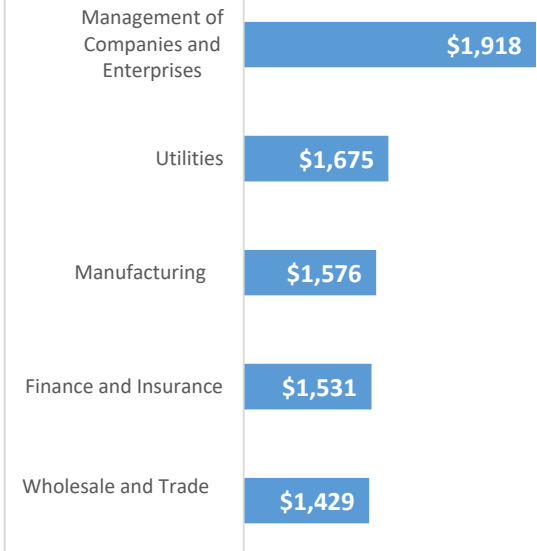 Management of
Companies and
Enterprises
$1,918
Utilities
$1,675
Manufacturing
$1,576
Finance and Insurance
$1,531
Wholesale and Trade
$1,429